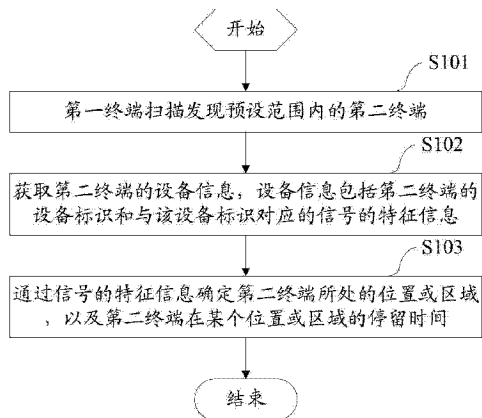 开始
S101
第一终端扫描发现预设范围内的第二终端
S102
获取第二终端的设备信息，设备信息包括第二终端的
设备标识和与该设备标识对应的信号的特征信息
S103
通过信号的特征信息确定第二终端所处的位置或区域
，以及第二终端在某个位置或区域的停留时间
结束